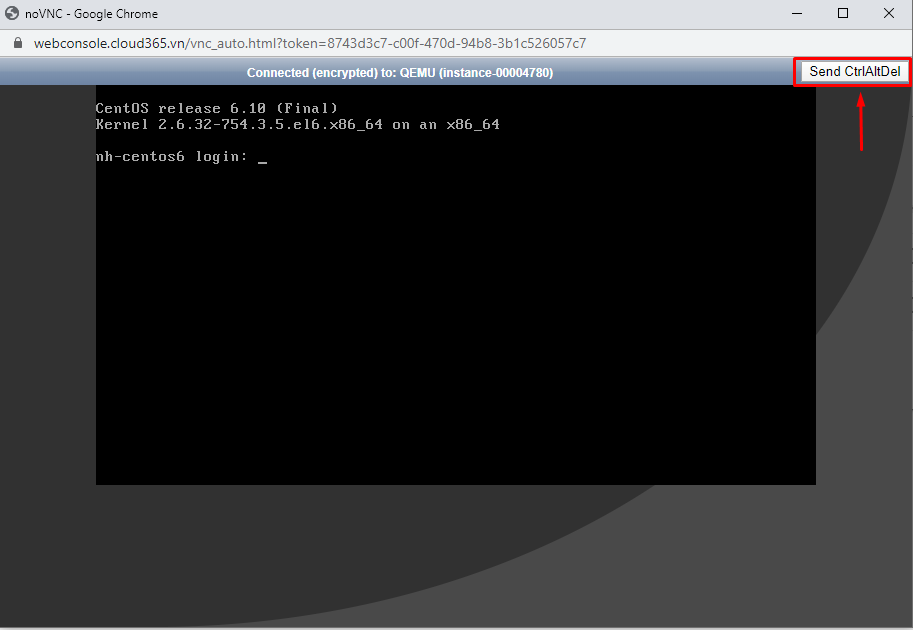 noVNC - Google Chrome
webconsole.cloud365.vn/vnc_auto.html?token=8743d3c7-c00f-470d-94b8-3b1c526057c7
Connected (encrypted) to: QEMU (instance-00004780)
Send CtrlAltDel
CentOS release 6.10 (Final)
Kernel 2.6.32-754.3.5.el6.x86_64 on an x86_64
nh-centos6 login: _